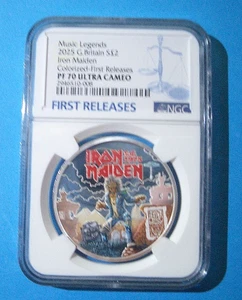 Music Legends
2025 G.Britain S£2
Iron Maiden
Colorized-First Releases
PF 70 ULTRA CAMEO
FIRST RELEASES
NGC
IRON
MAIDEN